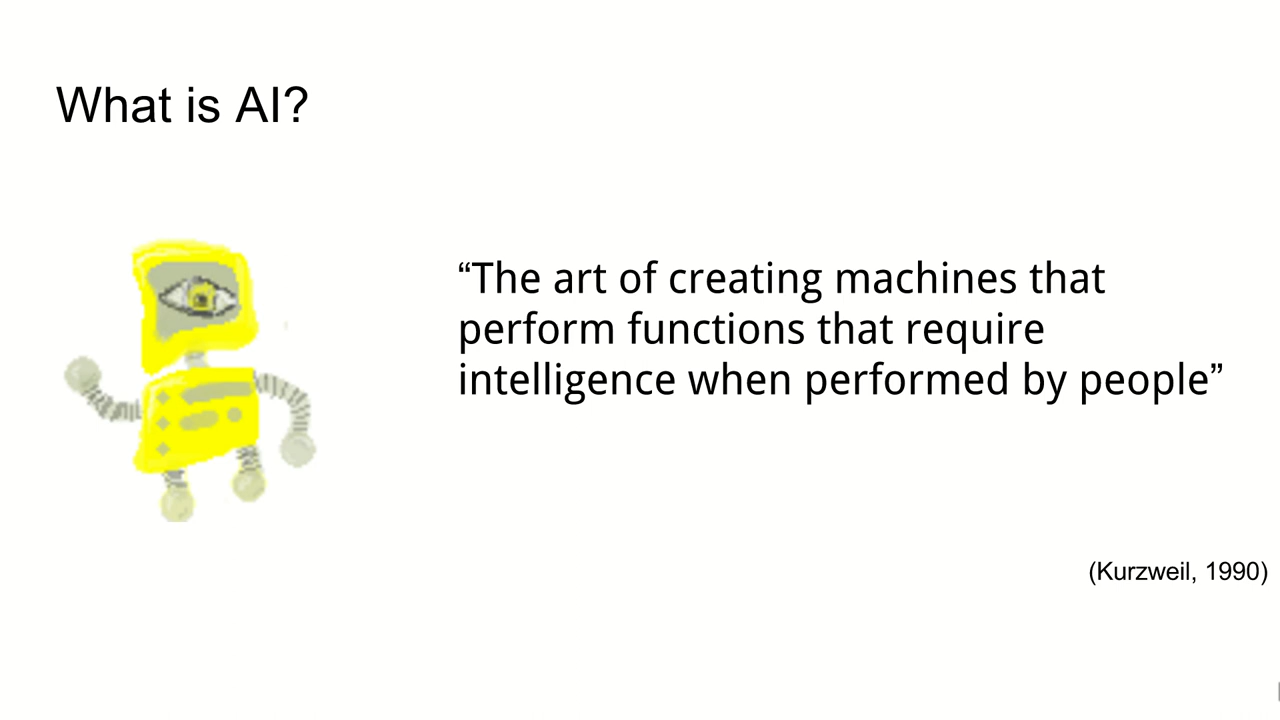 What is AI?
“The art of creating machines that
perform functions that require
intelligence when performed by people”
(Kurzweil, 1990)